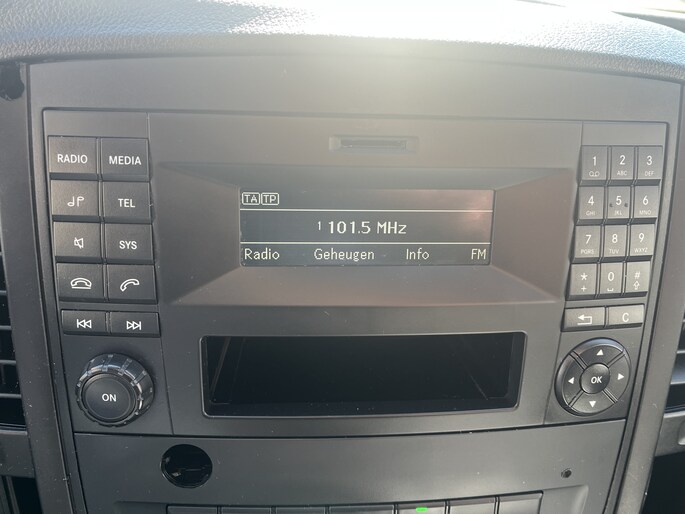 RADIO MEDIA
TEL
SYS
ON
TA TP
1 101.5 MHz
Radio Geheugen Info FM
1 2 ABC 3 DEF
4 GHI 5 JKL 6 MNO
7 PQRS 8 TUV 9 WXYZ
* + 0 #
C
OK